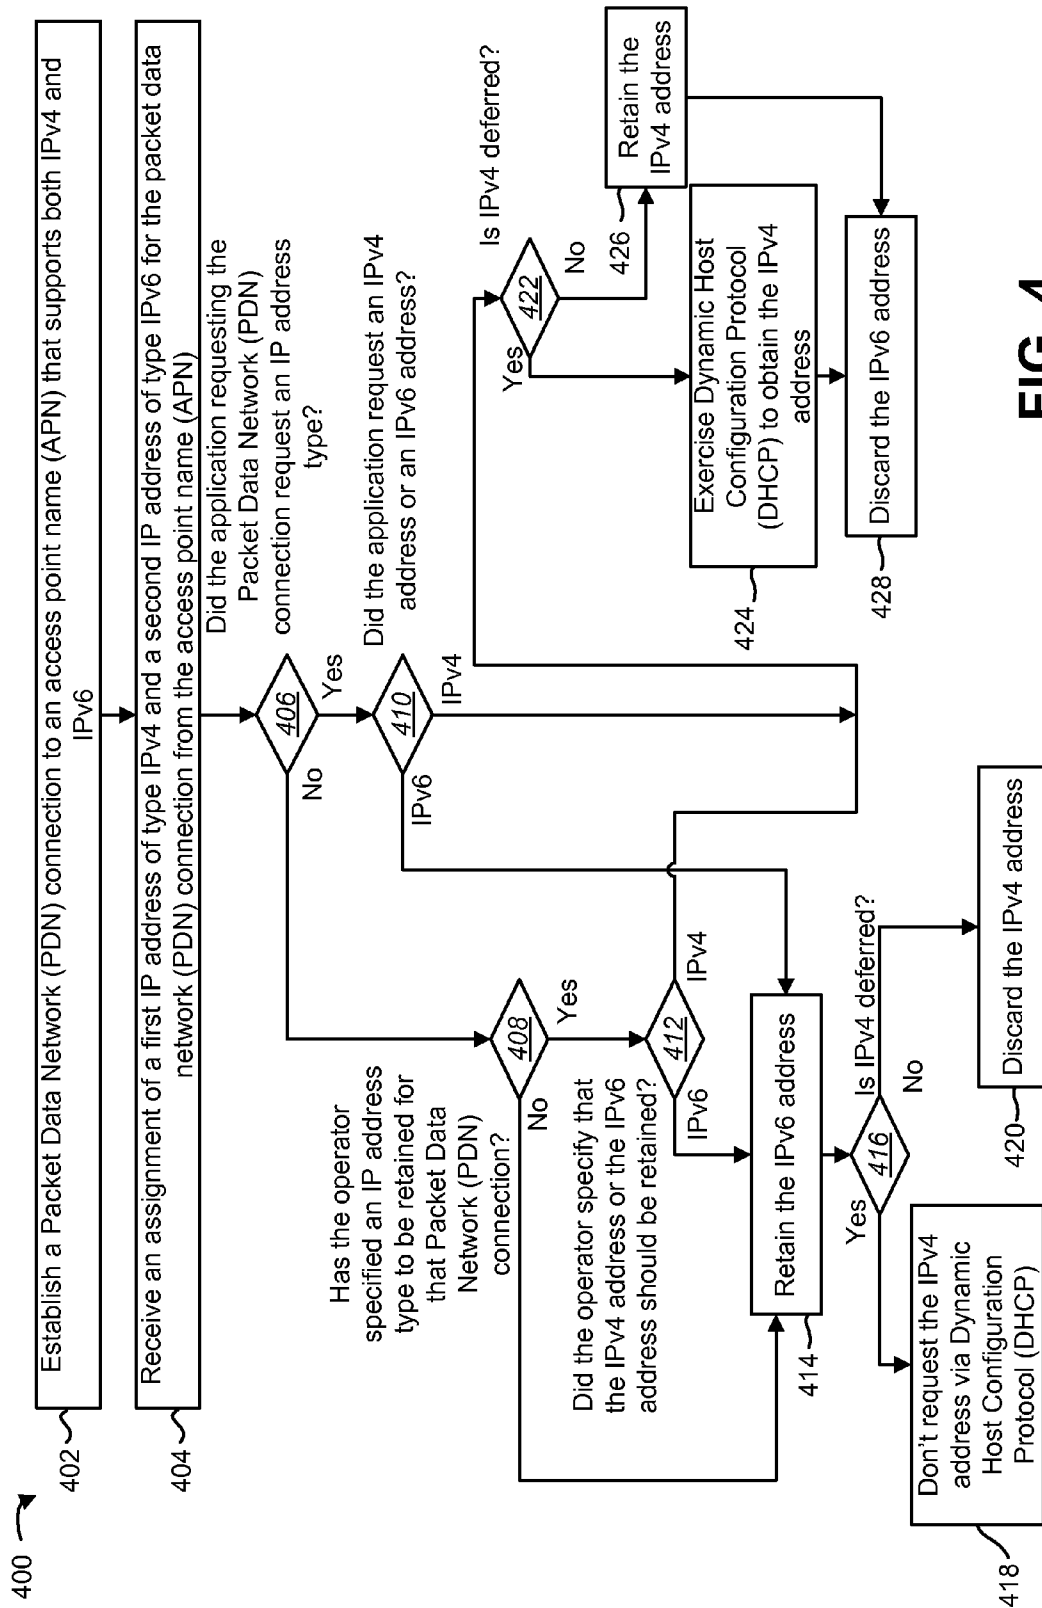 400
402
Establish a Packet Data Network (PDN) connection to an access point name (APN) that supports both IPv4 and
IPv6
404
Receive an assignment of a first IP address of type IPv4 and a second IP address of type IPv6 for the packet data
network (PDN) connection from the access point name (APN)
Did the application requesting the
Packet Data Network (PDN)
connection request an IP address
type?
406
No
Yes
Did the application request an IPv4
address or an IPv6 address?
410
IPv6
IPv4
Has the operator
specified an IP address
type to be retained for
that Packet Data
Network (PDN)
connection?
408
No
Yes
Did the operator specify that
the IPv4 address or the IPv6
address should be retained?
412
IPv6
IPv4
414
Retain the IPv6 address
Is IPv4 deferred?
416
Yes
No
418
Don't request the IPv4
address via Dynamic
Host Configuration
Protocol (DHCP)
420
Discard the IPv4 address
Is IPv4 deferred?
422
Yes
No
424
Exercise Dynamic Host
Configuration Protocol
(DHCP) to obtain the IPv4
address
426
Retain the
IPv4 address
428
Discard the IPv6 address
FIG. 4